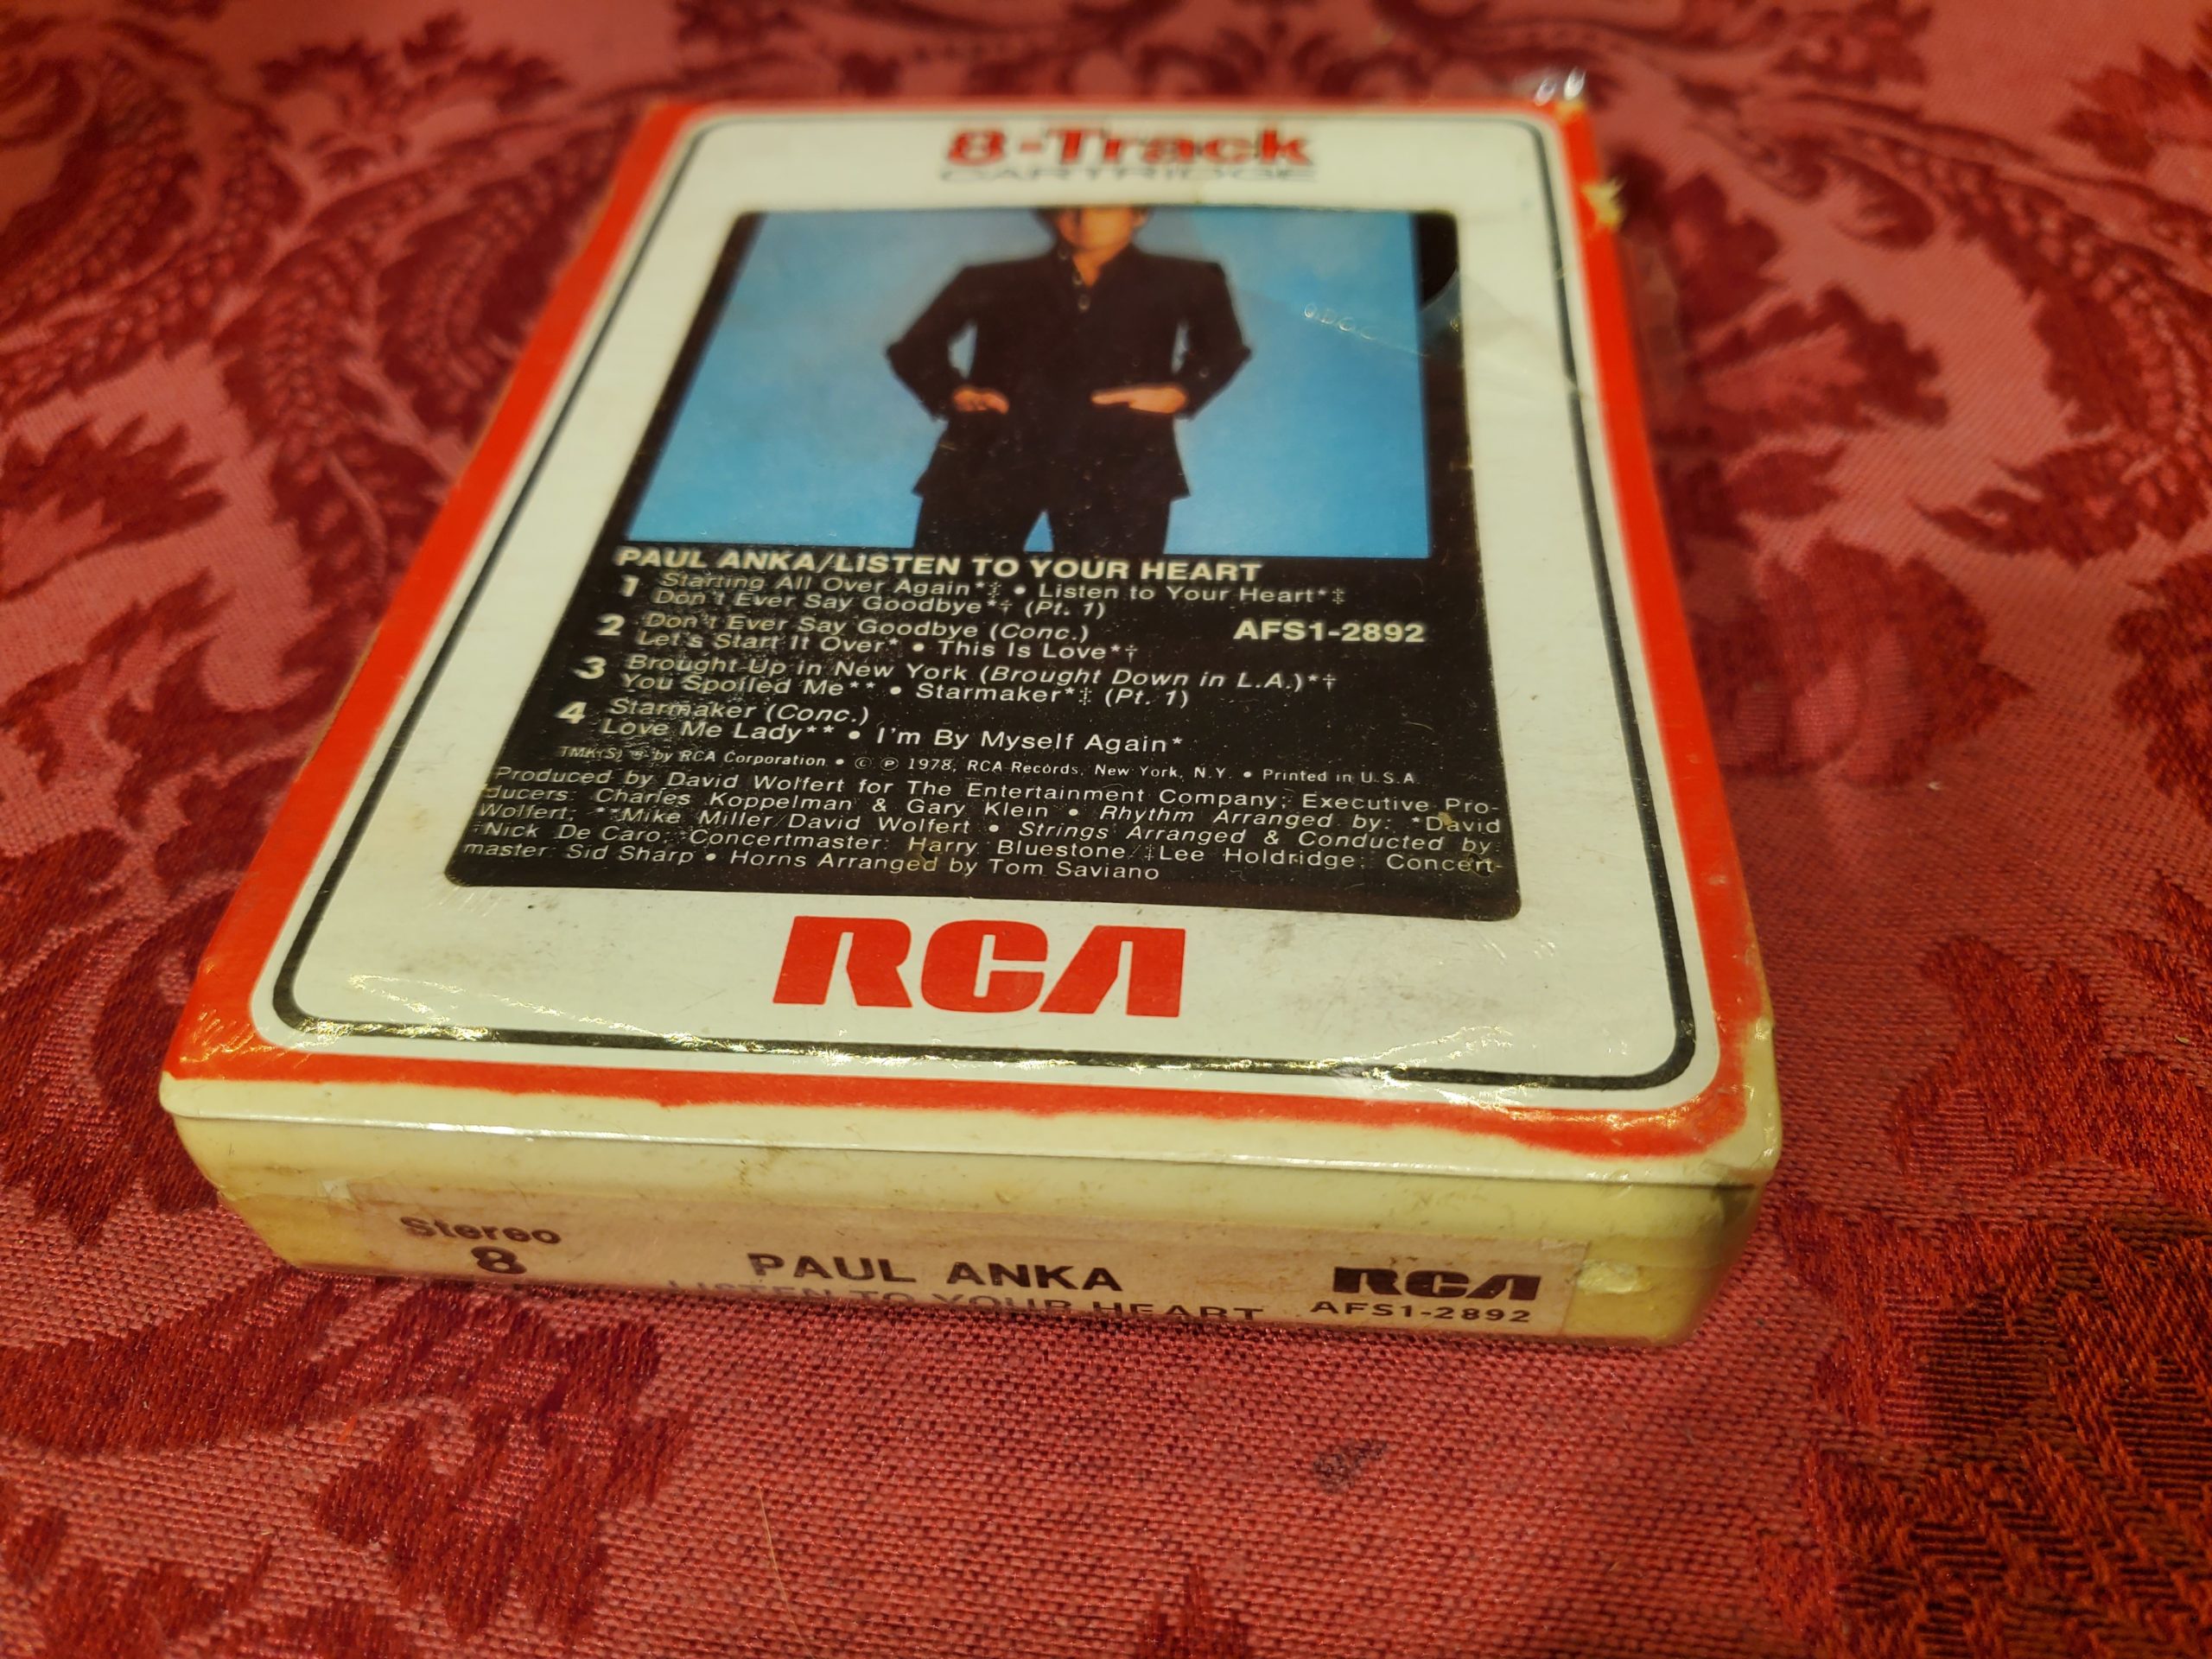 8-Track
CARTRIDGE
PAUL ANKA/LISTEN TO YOUR HEART
1 Starting All Over Again*‡ • Listen to Your Heart*‡
Don't Ever Say Goodbye*† (Pt. 1)
2 Don't Ever Say Goodbye (Conc.)
AFS1-2892
Let's Start It Over* • This Is Love*†
3 Brought Up in New York (Brought Down in L.A.)*†
You Spoiled Me** • Starmaker*‡ (Pt. 1)
4 Starmaker (Conc.)
Love Me Lady** • I'm By Myself Again*
TMK(S) ® by RCA Corporation • © ℗ 1978, RCA Records, New York, N.Y. • Printed in U.S.A.
Produced by David Wolfert for The Entertainment Company; Executive Pro-
ducers: Charles Koppelman & Gary Klein • Rhythm Arranged by: *David
Wolfert; **Mike Miller/David Wolfert • Strings Arranged & Conducted by:
†Nick De Caro; Concertmaster: Harry Bluestone/‡Lee Holdridge; Concert-
master: Sid Sharp • Horns Arranged by Tom Saviano
RCA
Stereo
8
PAUL ANKA
LISTEN TO YOUR HEART
RCA
AFS1-2892